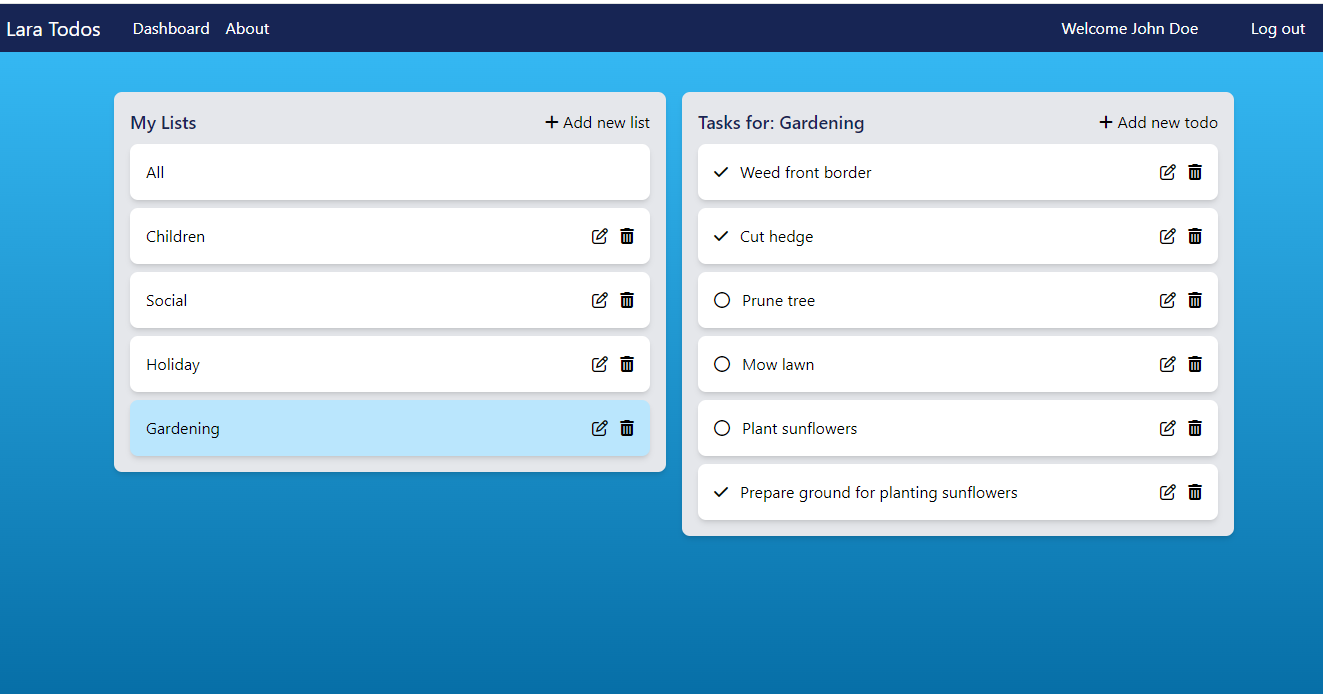 Lara Todos Dashboard About Welcome John Doe Log out
My Lists + Add new list
All
Children
Social
Holiday
Gardening
Tasks for: Gardening + Add new todo
Weed front border
Cut hedge
Prune tree
Mow lawn
Plant sunflowers
Prepare ground for planting sunflowers